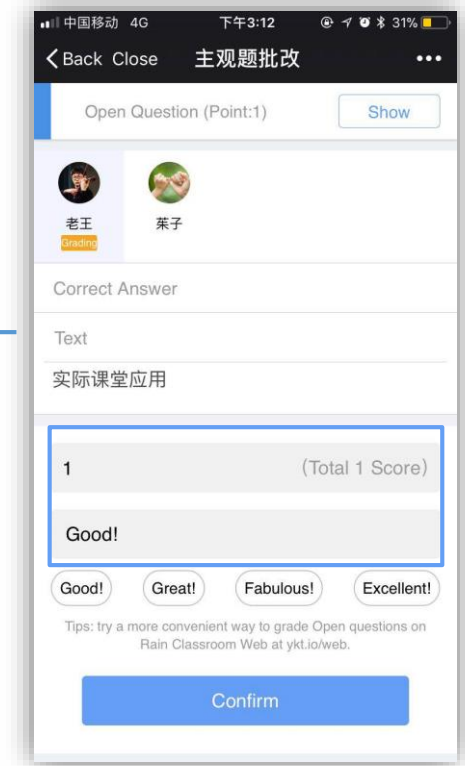 中国移动 4G 下午3:12 31%
Back Close 主观题批改
Open Question (Point:1) Show
老王 茱子
Grading
Correct Answer
Text
实际课堂应用
1 (Total 1 Score)
Good!
Good! Great! Fabulous! Excellent!
Tips: try a more convenient way to grade Open questions on
Rain Classroom Web at ykt.io/web.
Confirm